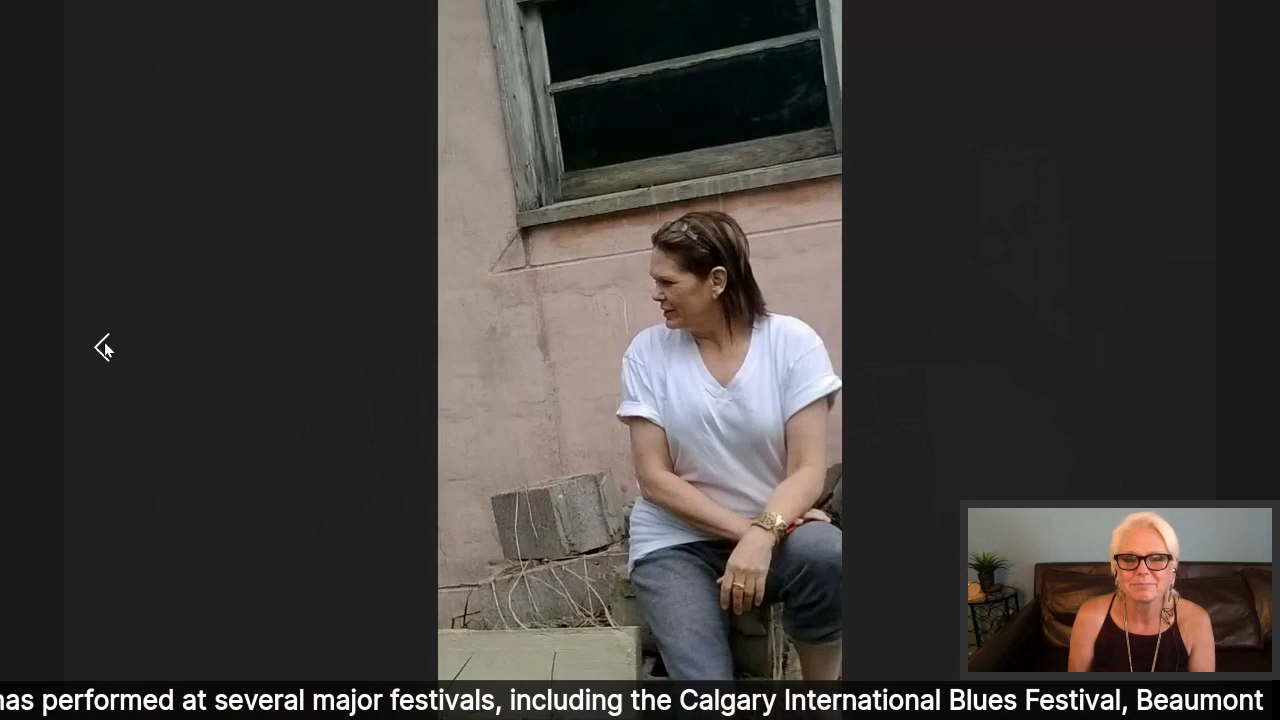 has performed at several major festivals, including the Calgary International Blues Festival, Beaumont